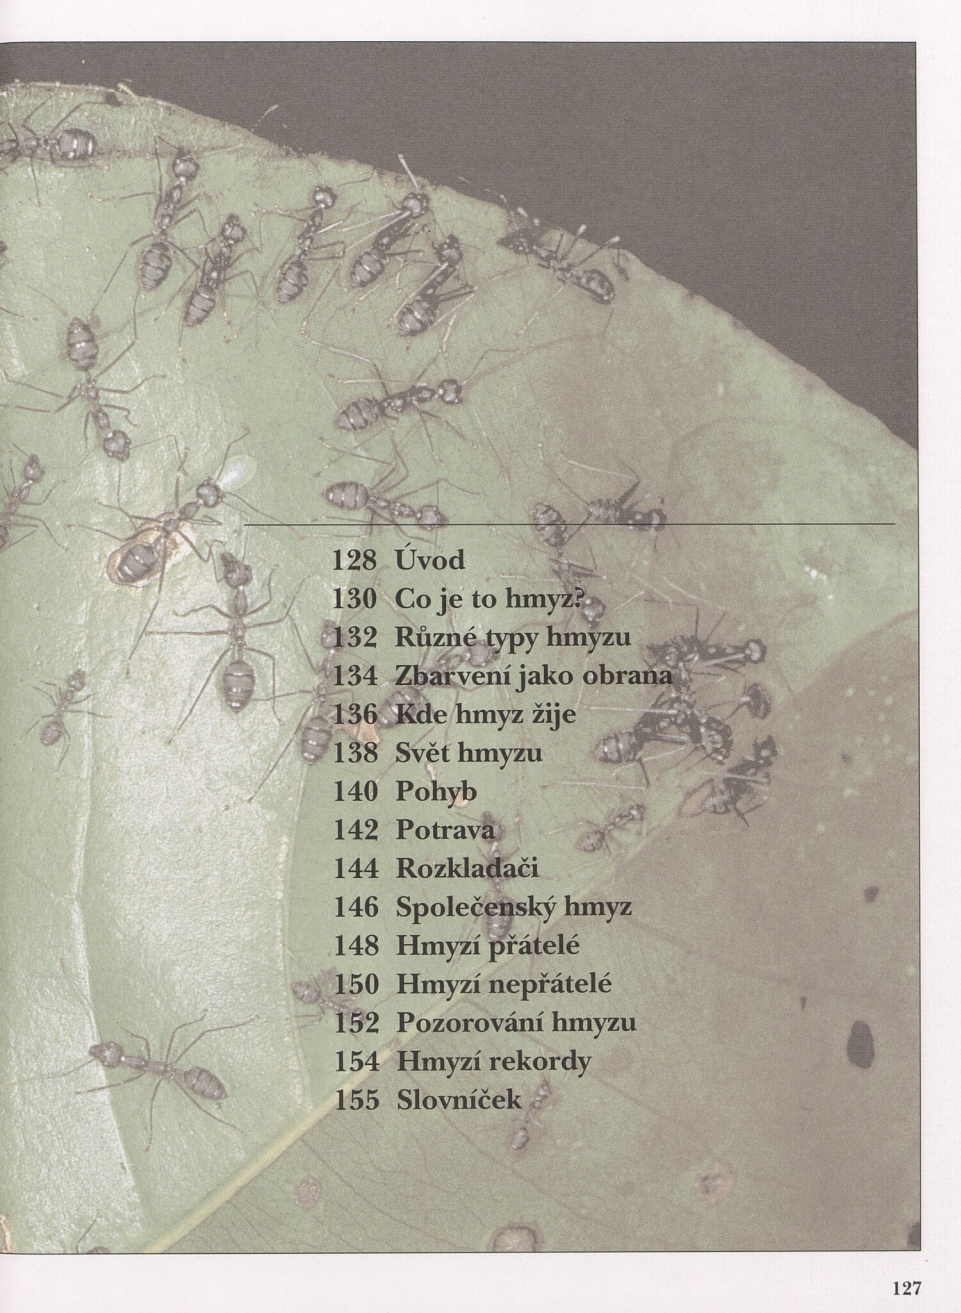 128 Úvod
130 Co je to hmyz?
132 Různé typy hmyzu
134 Zbarvení jako obrana
136 Kde hmyz žije
138 Svět hmyzu
140 Pohyb
142 Potrava
144 Rozkladači
146 Společenský hmyz
148 Hmyzí přátelé
150 Hmyzí nepřátelé
152 Pozorování hmyzu
154 Hmyzí rekordy
155 Slovníček
127